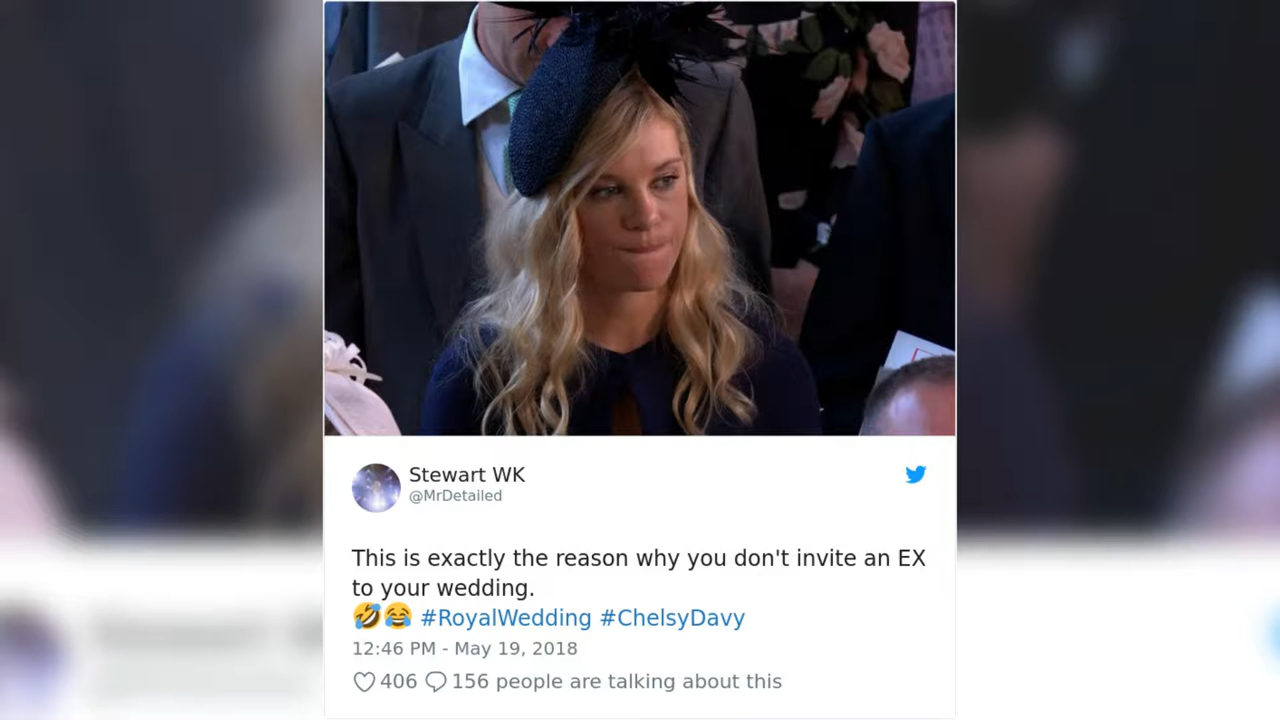 Stewart WK
@MrDetailed
This is exactly the reason why you don't invite an EX
to your wedding.
🤣😂 #RoyalWedding #ChelsyDavy
12:46 PM - May 19, 2018
406 156 people are talking about this